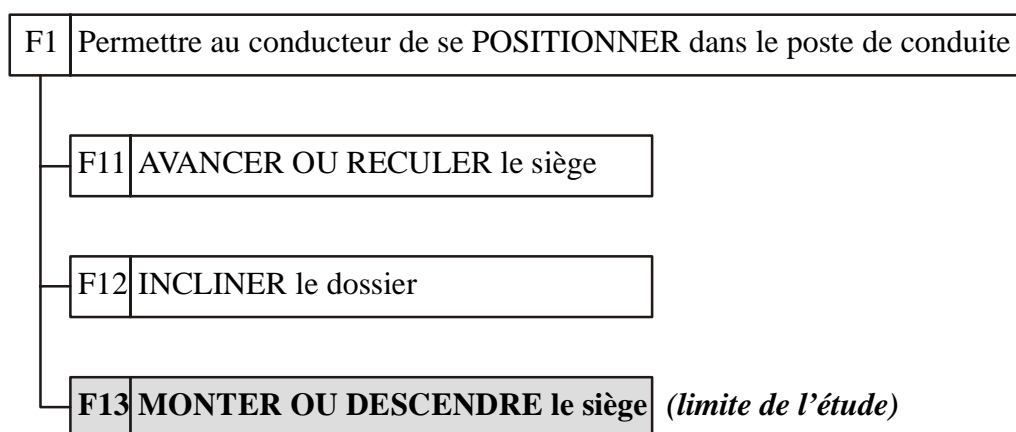 F1 Permettre au conducteur de se POSITIONNER dans le poste de conduite
F11 AVANCER OU RECULER le siège
F12 INCLINER le dossier
F13 MONTER OU DESCENDRE le siège (limite de l'étude)